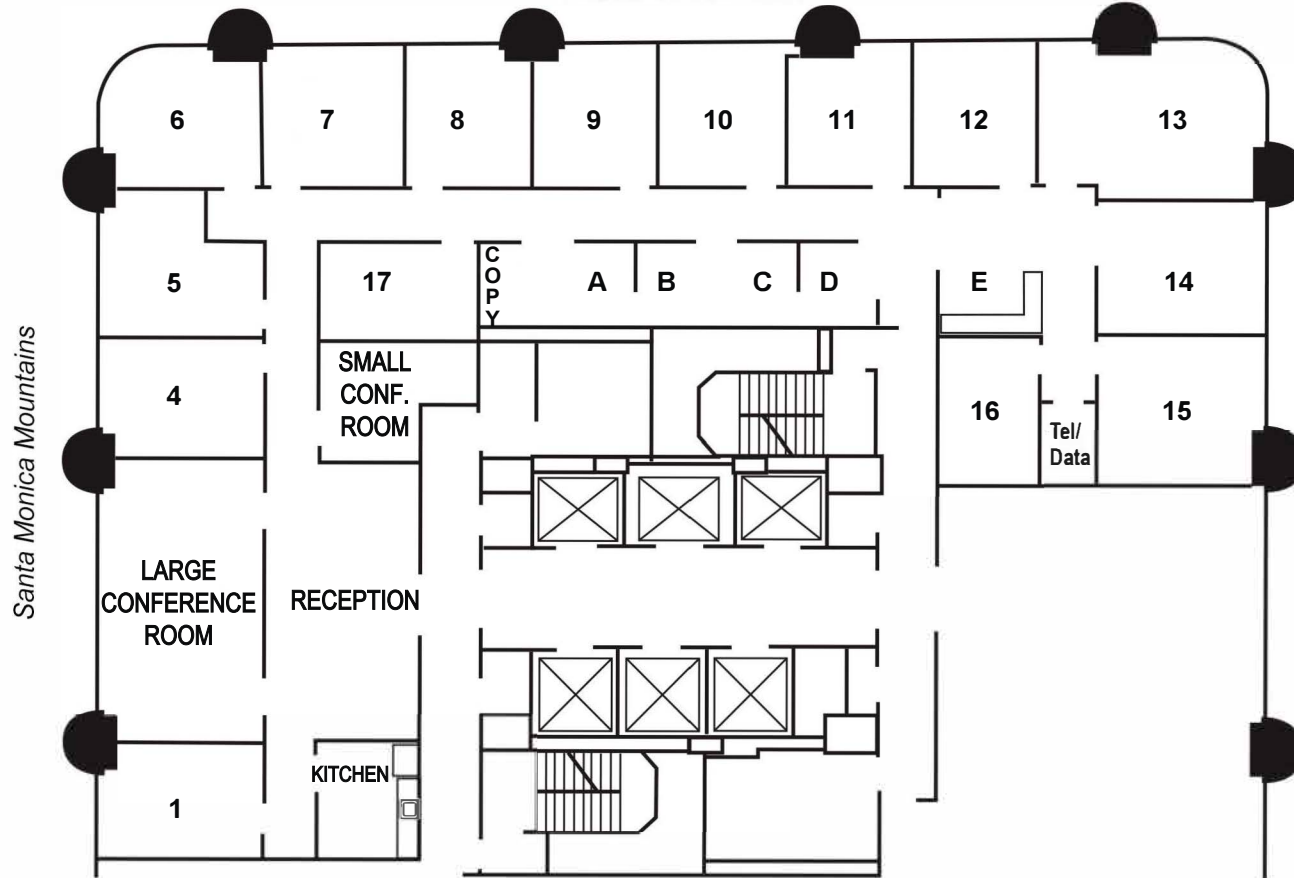 6
7
8
9
10
11
12
13
5
17
COPY
A
B
C
D
E
14
4
SMALL
CONF.
ROOM
16
Tel/
Data
15
Santa Monica Mountains
LARGE
CONFERENCE
ROOM
RECEPTION
KITCHEN
1